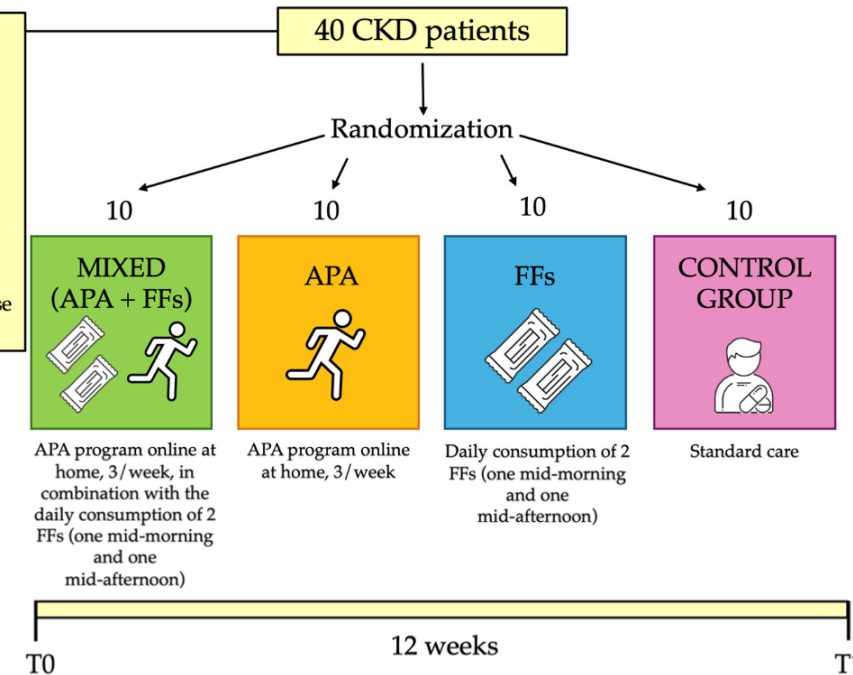 40 CKD patients
Randomization
10
10
10
10
MIXED
(APA + FFs)
APA
FFs
CONTROL
GROUP
APA program online at
home, 3/week, in
combination with the
daily consumption of 2
FFs (one mid-morning
and one
mid-afternoon)
APA program online
at home, 3/week
Daily consumption of 2
FFs (one mid-morning
and one
mid-afternoon)
Standard care
12 weeks
T0